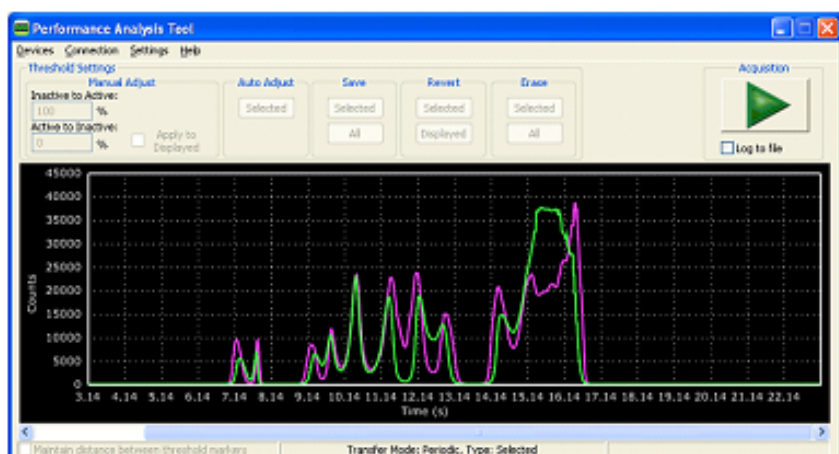 Performance Analysis Tool
Devices Connection Settings Help
Threshold Settings
Manual Adjust
Inactive to Active:
100 %
Active to Inactive:
0 %
Apply to
Displayed
Auto Adjust
Selected
Save
Selected
All
Revert
Selected
Displayed
Erase
Selected
All
Acquisition
Log to file
45000
40000
35000
30000
25000
20000
15000
10000
5000
0
Counts
3.14 4.14 5.14 6.14 7.14 8.14 9.14 10.14 11.14 12.14 13.14 14.14 15.14 16.14 17.14 18.14 19.14 20.14 21.14 22.14
Time (s)
Maintain distance between threshold markers
Transfer Mode: Periodic, Type: Selected